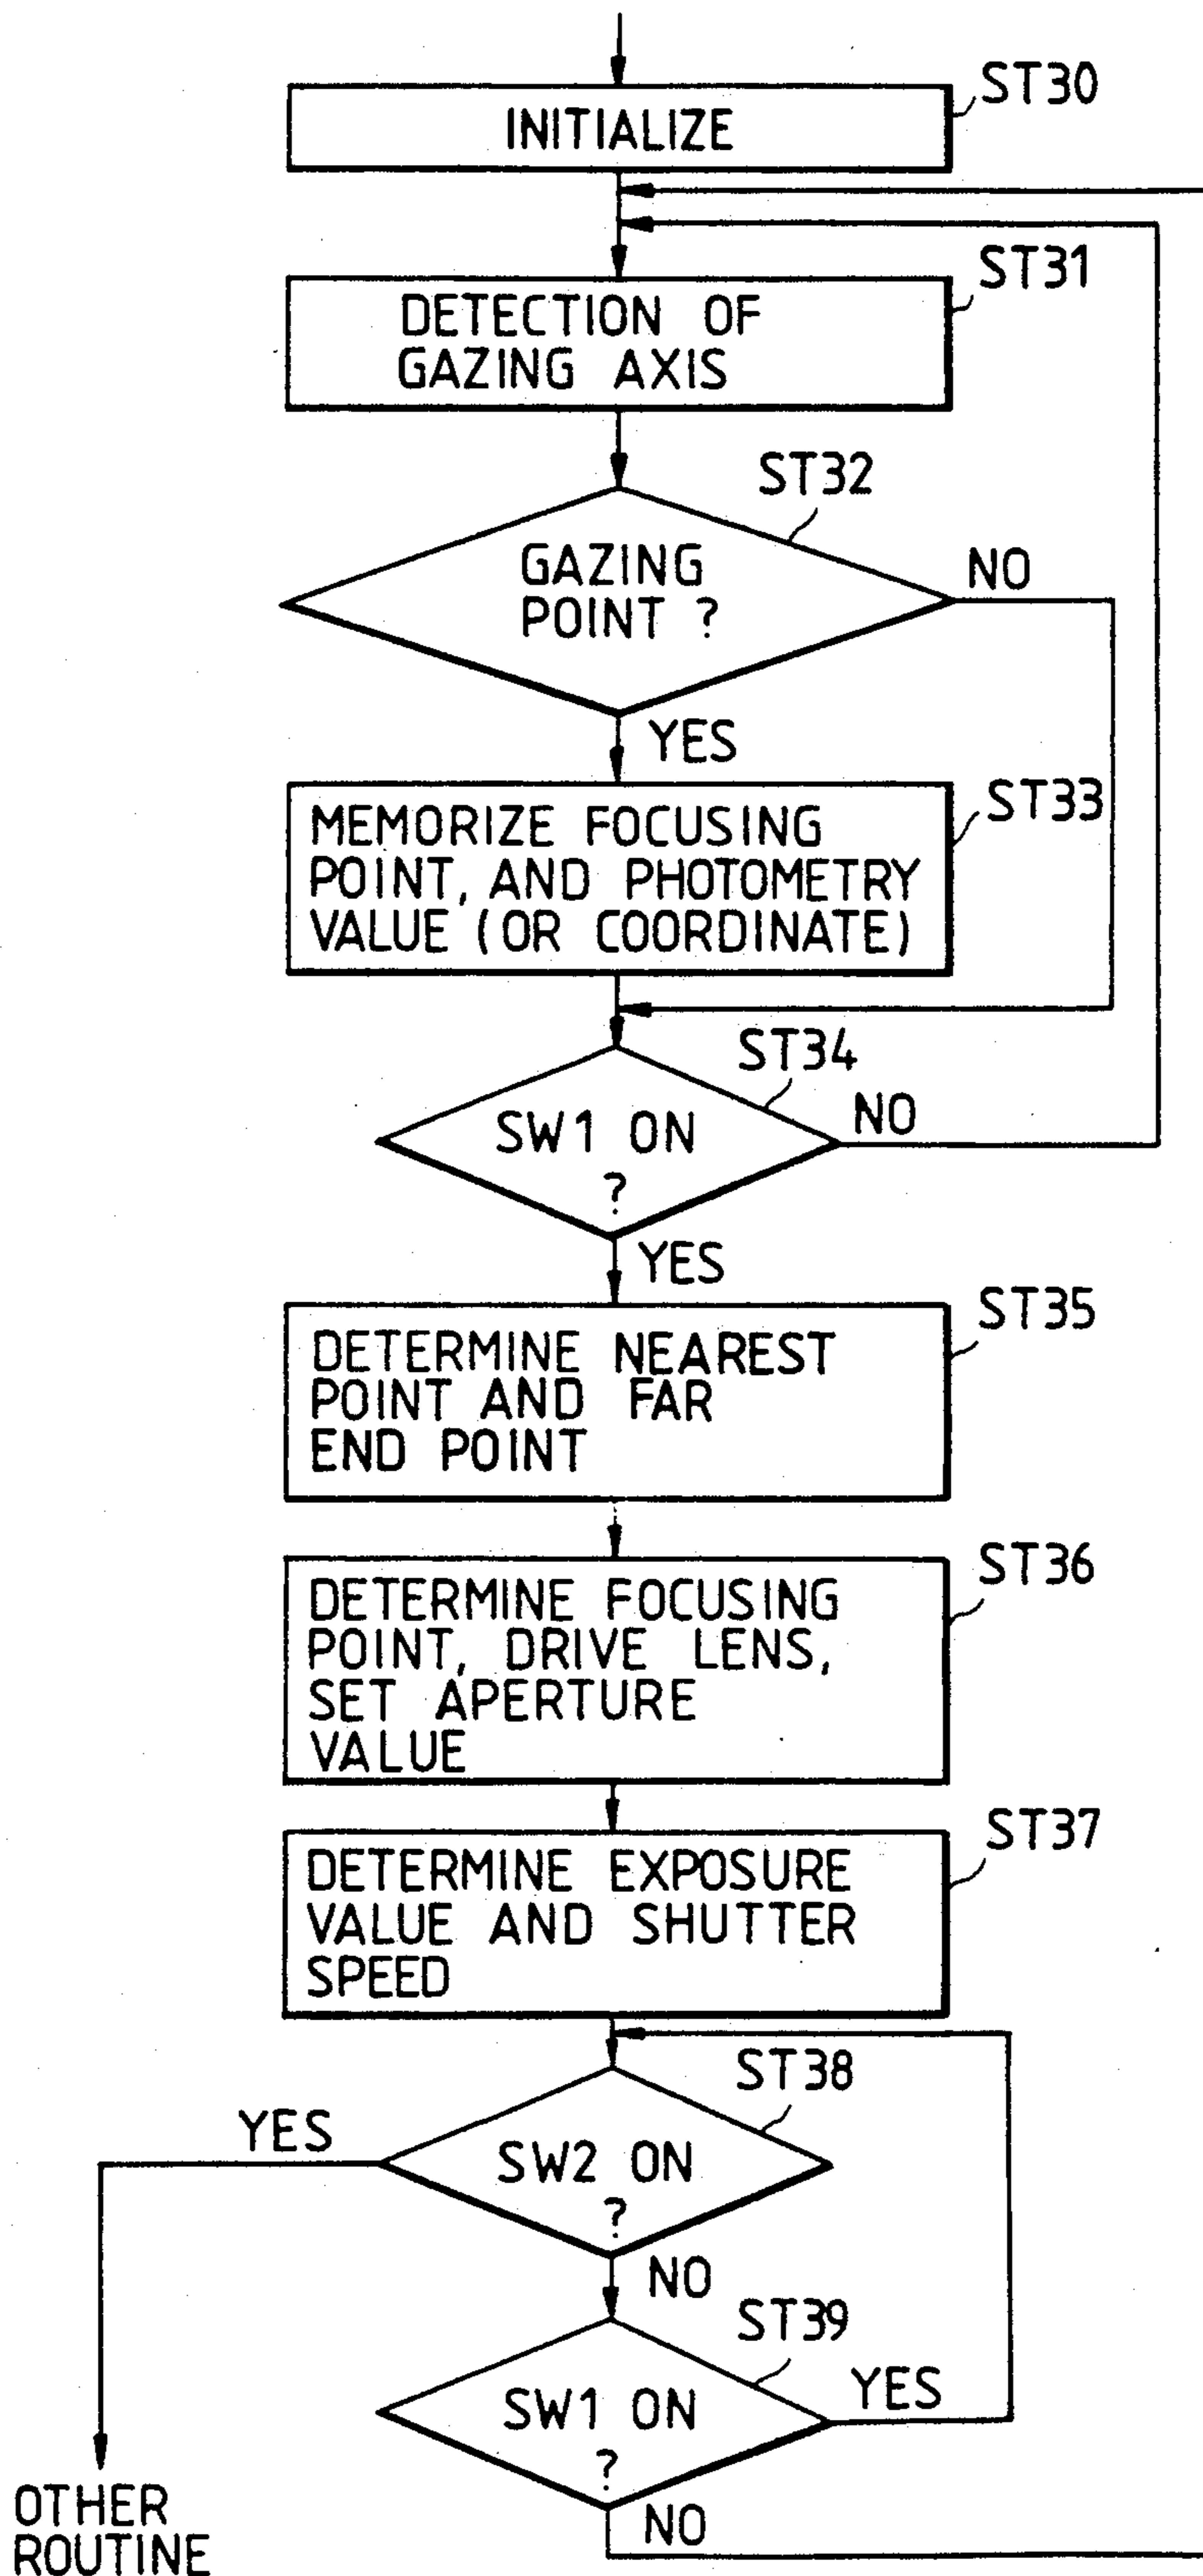 ST30
INITIALIZE
ST31
DETECTION OF
GAZING AXIS
ST32
GAZING
POINT ?
NO
YES
ST33
MEMORIZE FOCUSING
POINT, AND PHOTOMETRY
VALUE (OR COORDINATE)
ST34
SW1 ON
?
NO
YES
ST35
DETERMINE NEAREST
POINT AND FAR
END POINT
ST36
DETERMINE FOCUSING
POINT, DRIVE LENS,
SET APERTURE
VALUE
ST37
DETERMINE EXPOSURE
VALUE AND SHUTTER
SPEED
ST38
YES
SW2 ON
?
NO
ST39
SW1 ON
?
YES
NO
OTHER
ROUTINE